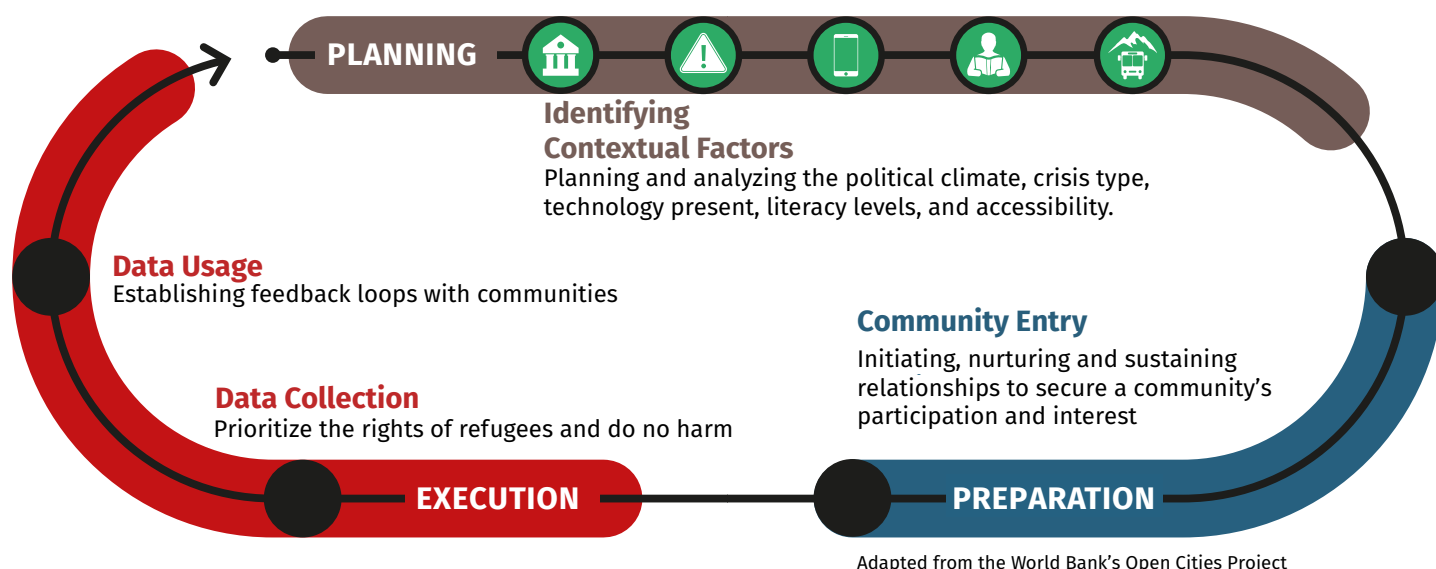 PLANNING
Identifying
Contextual Factors
Planning and analyzing the political climate, crisis type,
technology present, literacy levels, and accessibility.
Data Usage
Establishing feedback loops with communities
Community Entry
Initiating, nurturing and sustaining
relationships to secure a community’s
participation and interest
Data Collection
Prioritize the rights of refugees and do no harm
EXECUTION
PREPARATION
Adapted from the World Bank’s Open Cities Project